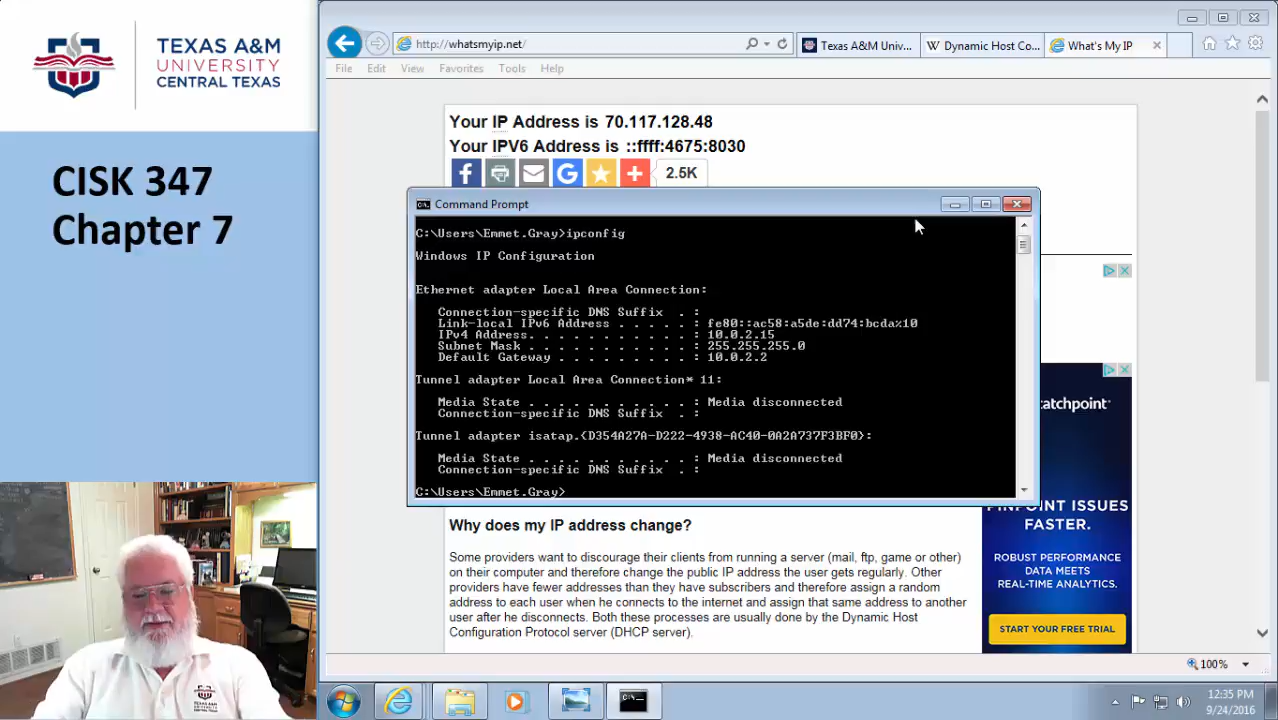 TEXAS A&M
UNIVERSITY
CENTRAL TEXAS
CISK 347
Chapter 7
http://whatsmyip.net/
Texas A&M Univ...
W Dynamic Host Co...
What's My IP
File Edit View Favorites Tools Help
Your IP Address is 70.117.128.48
Your IPV6 Address is ::ffff:4675:8030
2.5K
Command Prompt
C:\Users\Emmet.Gray>ipconfig
Windows IP Configuration
Ethernet adapter Local Area Connection:
Connection-specific DNS Suffix . :
Link-local IPv6 Address . . . . . : fe80::ac58:a5de:dd74:bcda%10
IPv4 Address. . . . . . . . . . . : 10.0.2.15
Subnet Mask . . . . . . . . . . . : 255.255.255.0
Default Gateway . . . . . . . . . : 10.0.2.2
Tunnel adapter Local Area Connection* 11:
Media State . . . . . . . . . . . : Media disconnected
Connection-specific DNS Suffix . :
Tunnel adapter isatap.{D354A27A-D222-4938-AC40-0A2A737F3BF0}:
Media State . . . . . . . . . . . : Media disconnected
Connection-specific DNS Suffix . :
C:\Users\Emmet.Gray>
atchpoint
PINPOINT ISSUES
FASTER.
ROBUST PERFORMANCE
DATA MEETS
REAL-TIME ANALYTICS.
START YOUR FREE TRIAL
Why does my IP address change?
Some providers want to discourage their clients from running a server (mail, ftp, game or other)
on their computer and therefore change the public IP address the user gets regularly. Other
providers have fewer addresses than they have subscribers and therefore assign a random
address to each user when he connects to the internet and assign that same address to another
user after he disconnects. Both these processes are usually done by the Dynamic Host
Configuration Protocol server (DHCP server).
100%
12:35 PM
9/24/2016